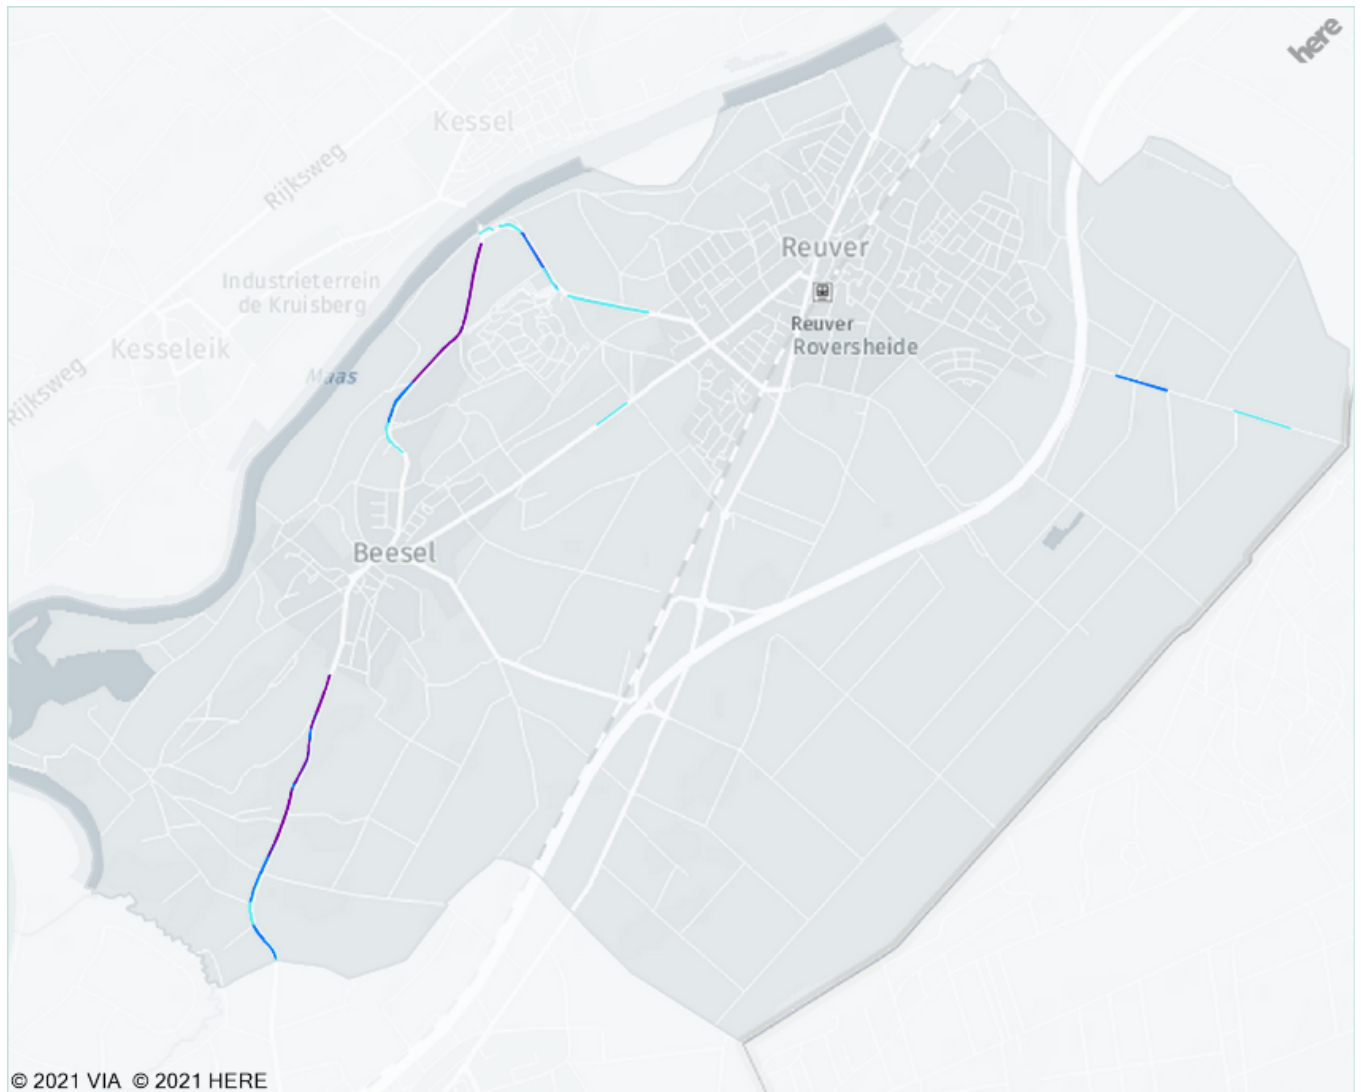 here
Kessel
Rijksweg
Reuver
Industrieterrein
de Kruisberg
Reuver
Roversheide
Kesseleik
Maas
Rijksweg
Beesel
© 2021 VIA © 2021 HERE